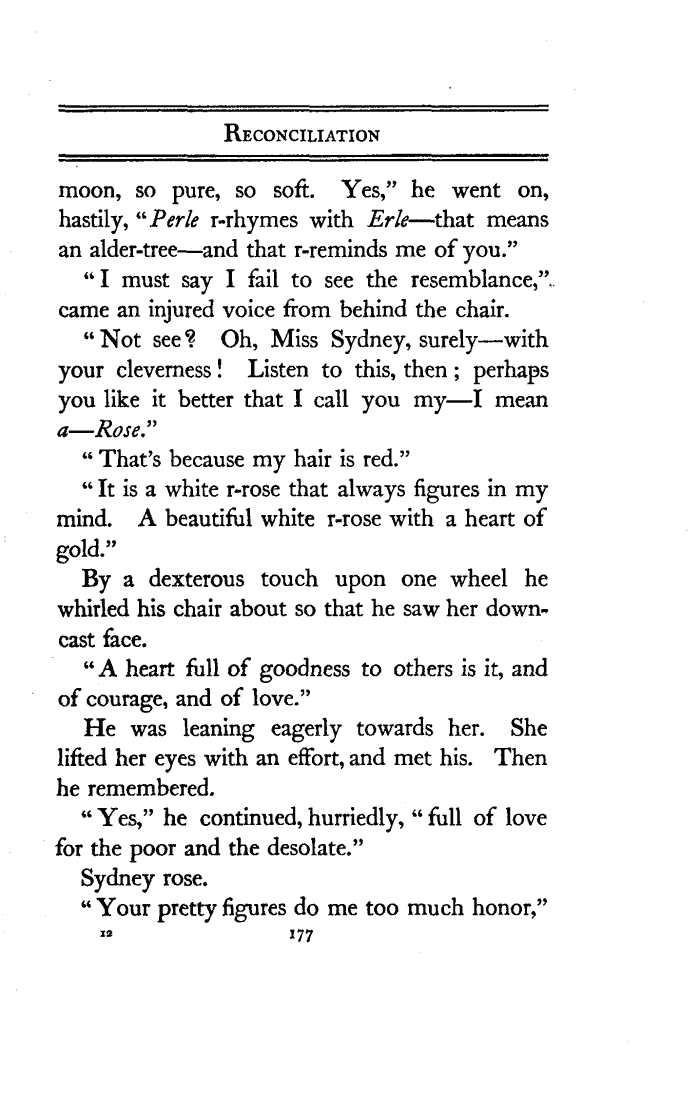 Reconciliation
moon, so pure, so soft. Yes,” he went on,
hastily, “Perle r-rhymes with Erle—that means
an alder-tree—and that r-reminds me of you.”
“I must say I fail to see the resemblance,”
came an injured voice from behind the chair.
“Not see? Oh, Miss Sydney, surely—with
your cleverness! Listen to this, then; perhaps
you like it better that I call you my—I mean
a—Rose.”
“That's because my hair is red.”
“It is a white r-rose that always figures in my
mind. A beautiful white r-rose with a heart of
gold.”
By a dexterous touch upon one wheel he
whirled his chair about so that he saw her down-
cast face.
“A heart full of goodness to others is it, and
of courage, and of love.”
He was leaning eagerly towards her. She
lifted her eyes with an effort, and met his. Then
he remembered.
“Yes,” he continued, hurriedly, “full of love
for the poor and the desolate.”
Sydney rose.
“Your pretty figures do me too much honor,”
12 177